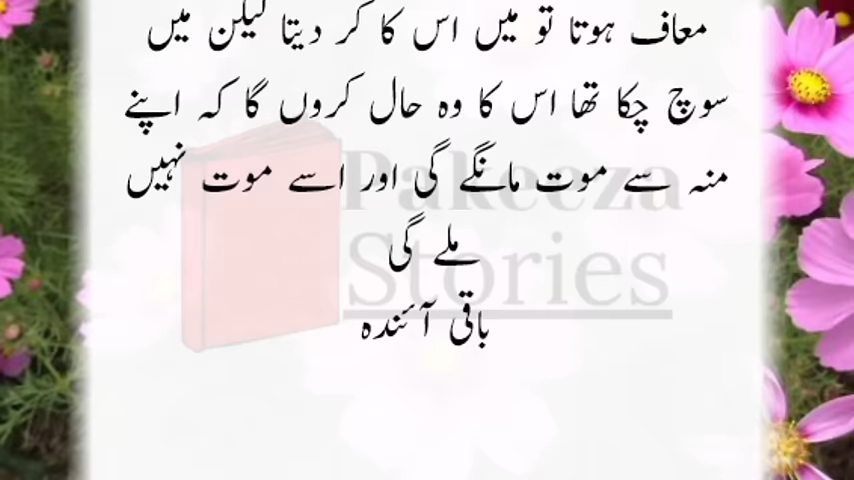 معاف ہوتا تو میں اس کا کر دیتا لیکن میں
سوچ چکا تھا اس کا وہ حال کروں گا کہ اپنے
منہ سے موت مانگے گی اور اسے موت نہیں
ملے گی
باقی آئندہ
Pakeeza
Stories